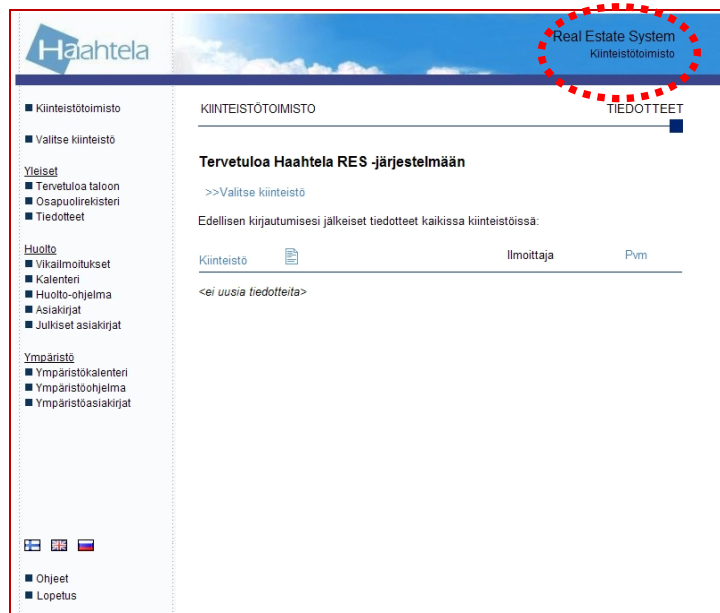 Haahtela
Real Estate System
Kiinteistötoimisto
Kiinteistötoimisto
Valitse kiinteistö
Yleiset
Tervetuloa taloon
Osapuolirekisteri
Tiedotteet
Huolto
Vikailmoitukset
Kalenteri
Huolto-ohjelma
Asiakirjat
Julkiset asiakirjat
Ympäristö
Ympäristökalenteri
Ympäristöohjelma
Ympäristöasiakirjat
Ohjeet
Lopetus
KIINTEISTÖTOIMISTO TIEDOTTEET
Tervetuloa Haahtela RES -järjestelmään
>>Valitse kiinteistö
Edellisen kirjautumisesi jälkeiset tiedotteet kaikissa kiinteistöissä:
Kiinteistö Ilmoittaja Pvm
<ei uusia tiedotteita>